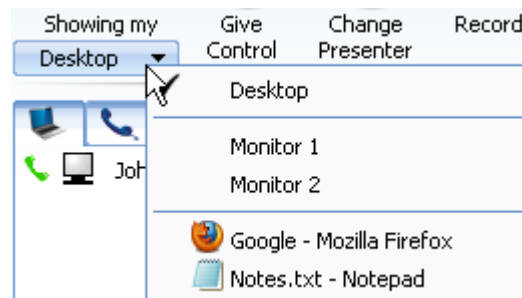 Showing my Give Change Record
Desktop Control Presenter
Desktop
Monitor 1
Monitor 2
Joh
Google - Mozilla Firefox
Notes.txt - Notepad